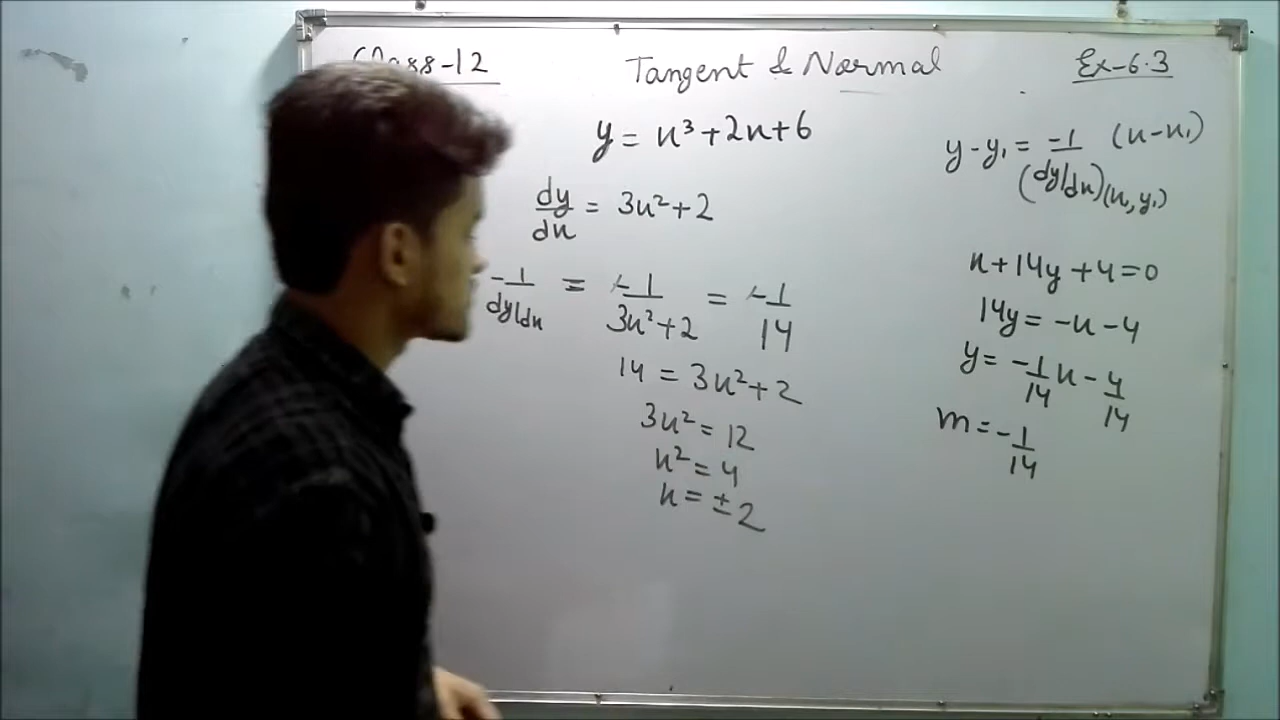 Class-12
Tangent & Normal
Ex-6.3
y = x³+2x+6
dy/dx = 3x²+2
-1/(dy/dx) = -1/(3x²+2) = -1/14
14 = 3x²+2
3x² = 12
x² = 4
x = ±2
y-y₁ = -1/(dy/dx)(x₁,y₁) (x-x₁)
x+14y+4=0
14y = -x-4
y = -1/14 x - 4/14
m = -1/14